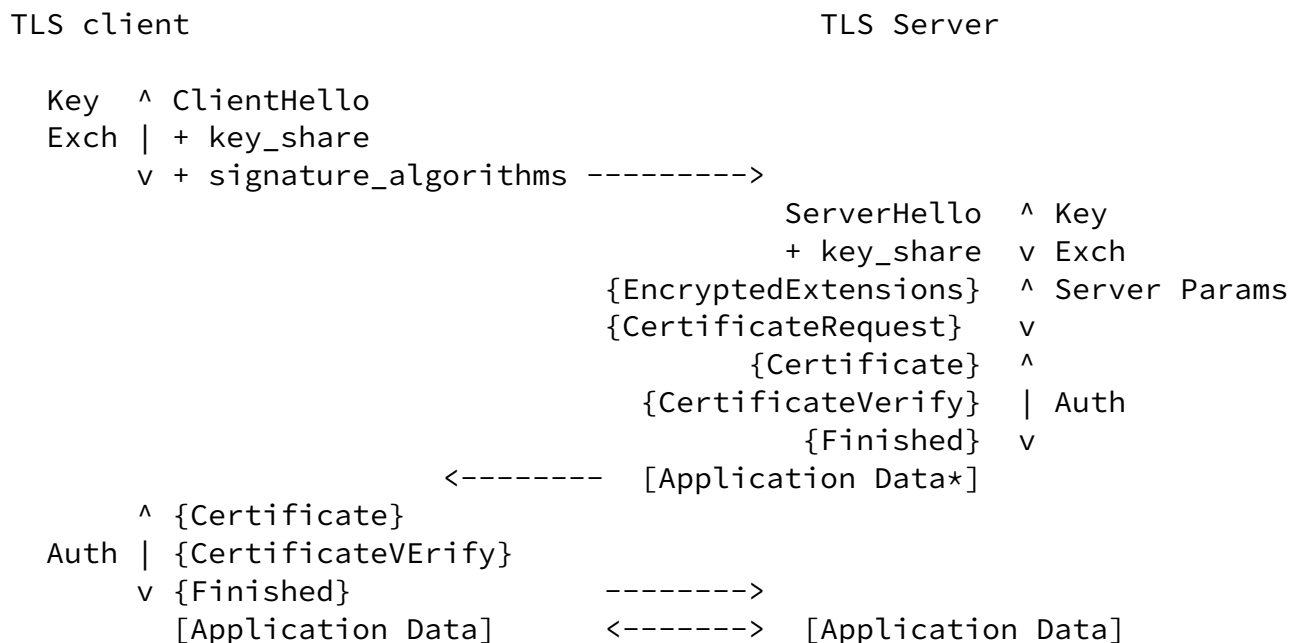 TLS client                                   TLS Server
  Key  ^ ClientHello
  Exch | + key_share
       v + signature_algorithms --------->
                                           ServerHello  ^ Key
                                           + key_share  v Exch
                                 {EncryptedExtensions}  ^ Server Params
                                 {CertificateRequest}   v
                                         {Certificate}  ^
                                   {CertificateVerify}  | Auth
                                            {Finished}  v
                        <--------  [Application Data*]
       ^ {Certificate}
  Auth | {CertificateVErify}
       v {Finished}              -------->
         [Application Data]      <------->  [Application Data]